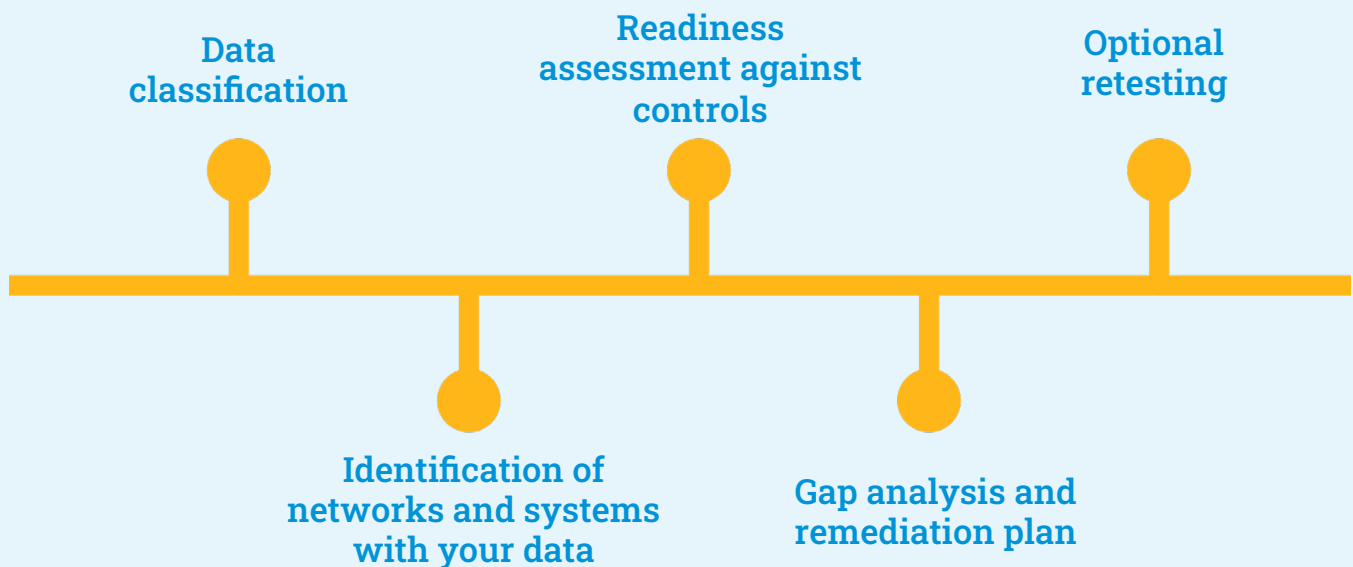 Data
classification
Identification of
networks and systems
with your data
Readiness
assessment against
controls
Gap analysis and
remediation plan
Optional
retesting